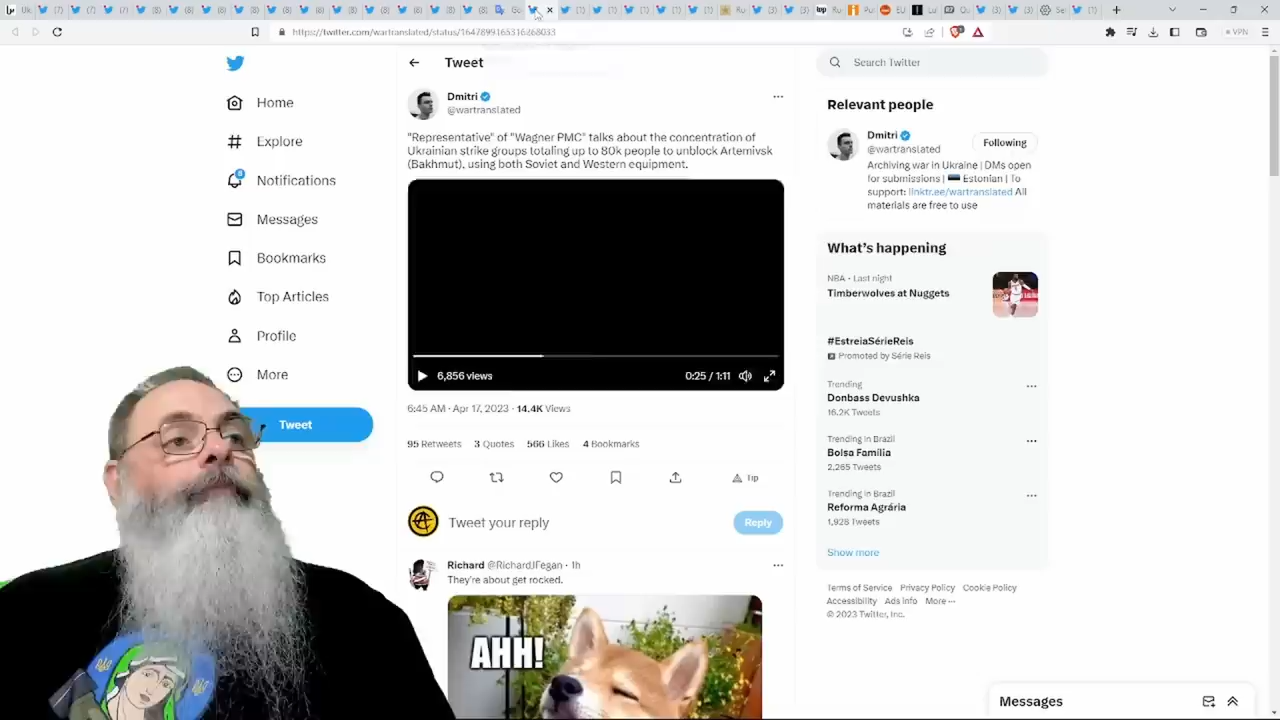 https://twitter.com/wartranslated/status/1647899165316268033
VPN
Home
Explore
8
Notifications
Messages
Bookmarks
Top Articles
Profile
More
Tweet
Tweet
Dmitri
@wartranslated
"Representative" of "Wagner PMC" talks about the concentration of
Ukrainian strike groups totaling up to 80k people to unblock Artemivsk
(Bakhmut), using both Soviet and Western equipment.
6,856 views
0:25 / 1:11
6:45 AM · Apr 17, 2023 · 14.4K Views
95 Retweets 3 Quotes 566 Likes 4 Bookmarks
Tip
Tweet your reply
Reply
Richard @RichardJFegan · 1h
They're about get rocked.
AHH!
Search Twitter
Relevant people
Dmitri
@wartranslated
Following
Archiving war in Ukraine | DMs open
for submissions | Estonian | To
support: linktr.ee/wartranslated All
materials are free to use
What's happening
NBA · Last night
Timberwolves at Nuggets
#EstreiaSérieReis
Promoted by Série Reis
Trending
Donbass Devushka
16.2K Tweets
Trending in Brazil
Bolsa Família
2,265 Tweets
Trending in Brazil
Reforma Agrária
1,928 Tweets
Show more
Terms of Service Privacy Policy Cookie Policy
Accessibility Ads info More ···
© 2023 Twitter, Inc.
Messages